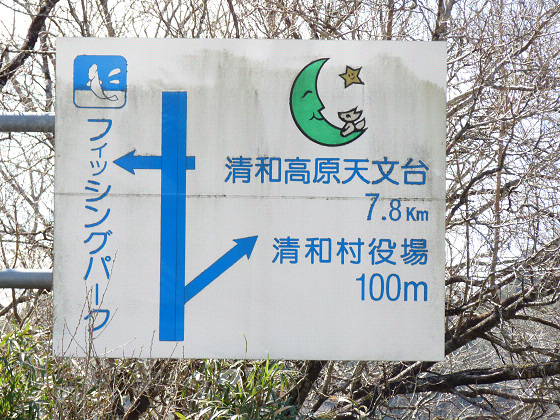 フィッシングパーク
清和高原天文台
7.8Km
清和村役場
100m